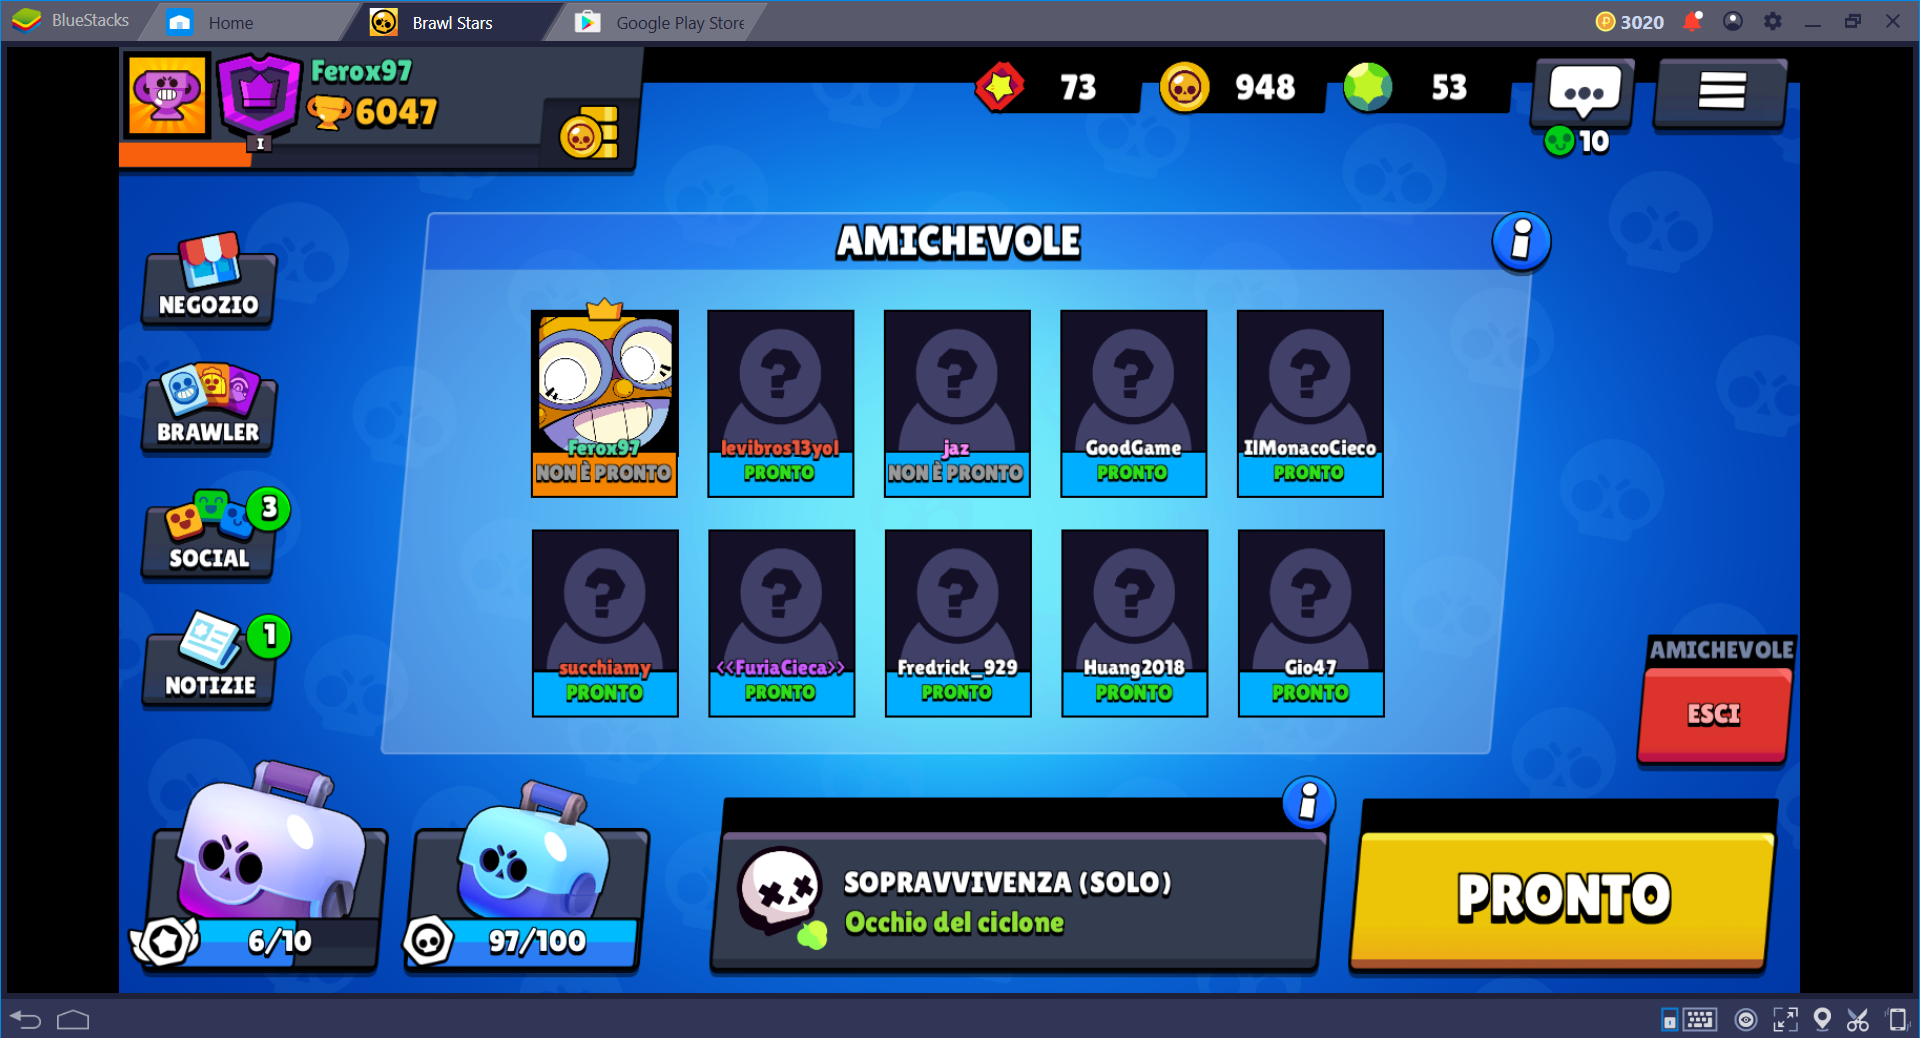 BlueStacks
Home
Brawl Stars
Google Play Store
3020
Ferox97
6047
I
73
948
53
10
AMICHEVOLE
NEGOZIO
BRAWLER
SOCIAL
3
NOTIZIE
1
Ferox97
NON È PRONTO
levibros13yol
PRONTO
jaz
NON È PRONTO
GoodGame
PRONTO
IlMonacoCieco
PRONTO
succhiamy
PRONTO
<<FuriaCieca>>
PRONTO
Fredrick_929
PRONTO
Huang2018
PRONTO
Gio47
PRONTO
AMICHEVOLE
ESCI
6/10
97/100
SOPRAVVIVENZA (SOLO)
Occhio del ciclone
PRONTO